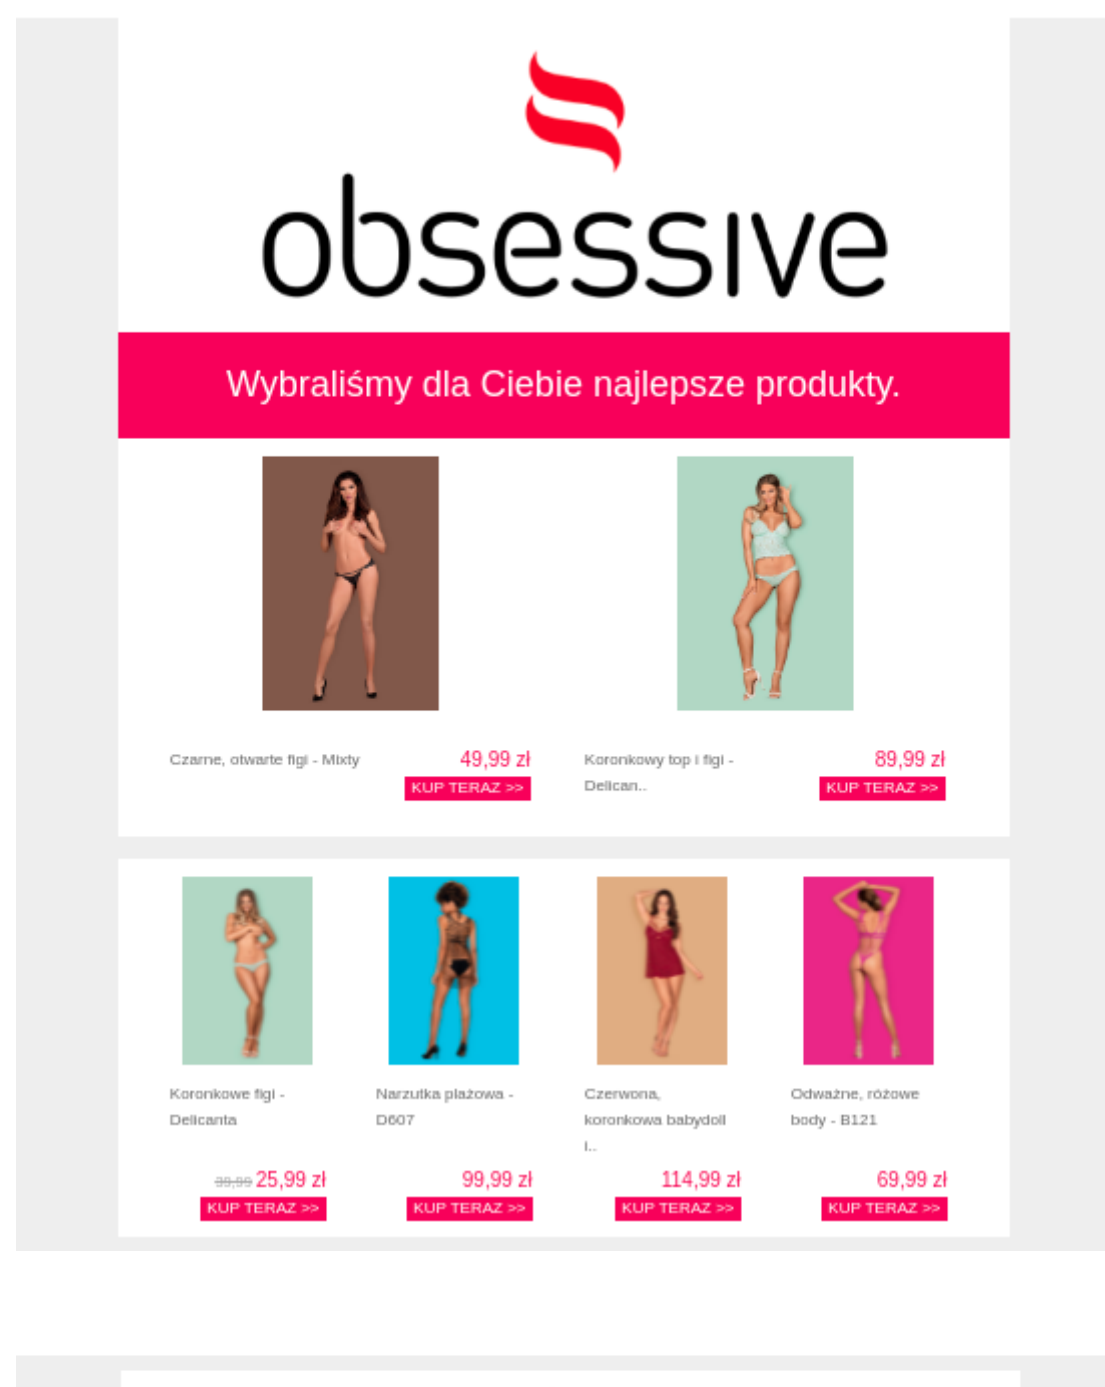 obsessive
Wybraliśmy dla Ciebie najlepsze produkty.
Czarne, otwarte figi - Mixty
49,99 zł
KUP TERAZ >>
Koronkowy top i figi -
Delican..
89,99 zł
KUP TERAZ >>
Koronkowe figi -
Delicanta
39,99 25,99 zł
KUP TERAZ >>
Narzutka plażowa -
D607
99,99 zł
KUP TERAZ >>
Czerwona,
koronkowa babydoll
i..
114,99 zł
KUP TERAZ >>
Odważne, różowe
body - B121
69,99 zł
KUP TERAZ >>